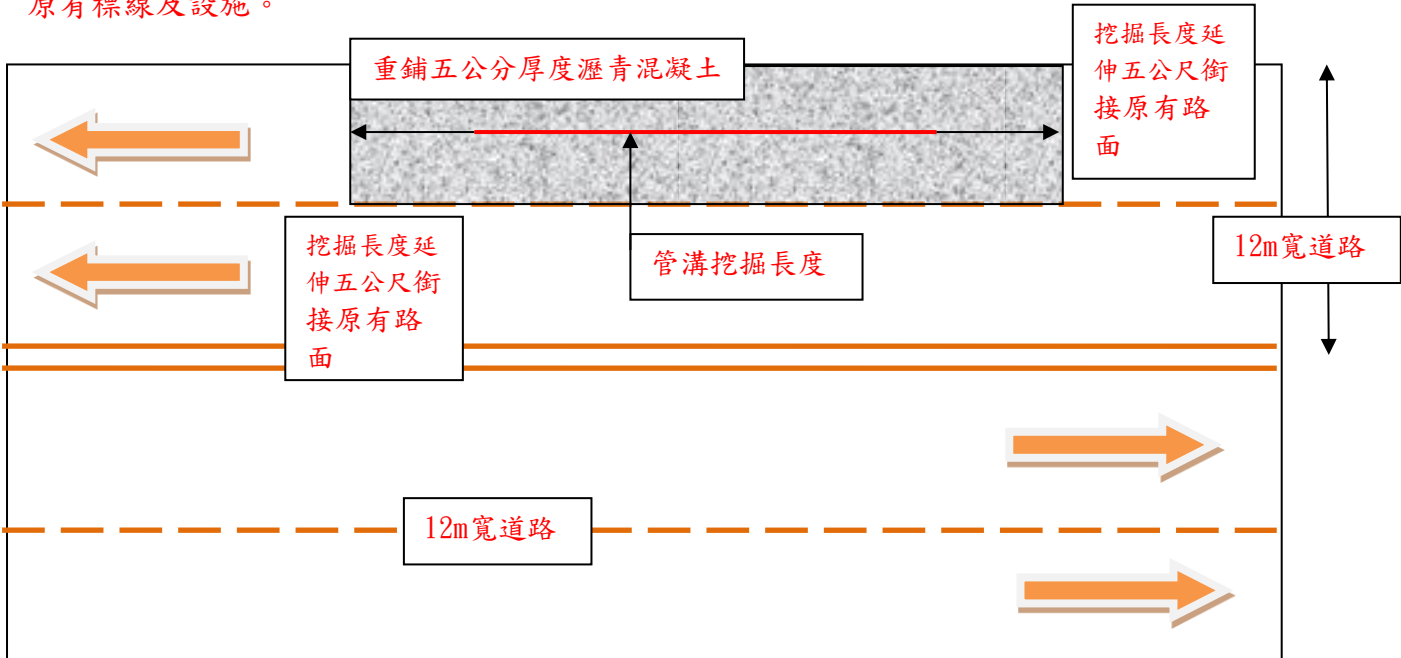 原有標線及設施。
重鋪五公分厚度瀝青混凝土
挖掘長度延
伸五公尺銜
接原有路
面
12m寬道路
挖掘長度延
伸五公尺銜
接原有路
面
管溝挖掘長度
12m寬道路